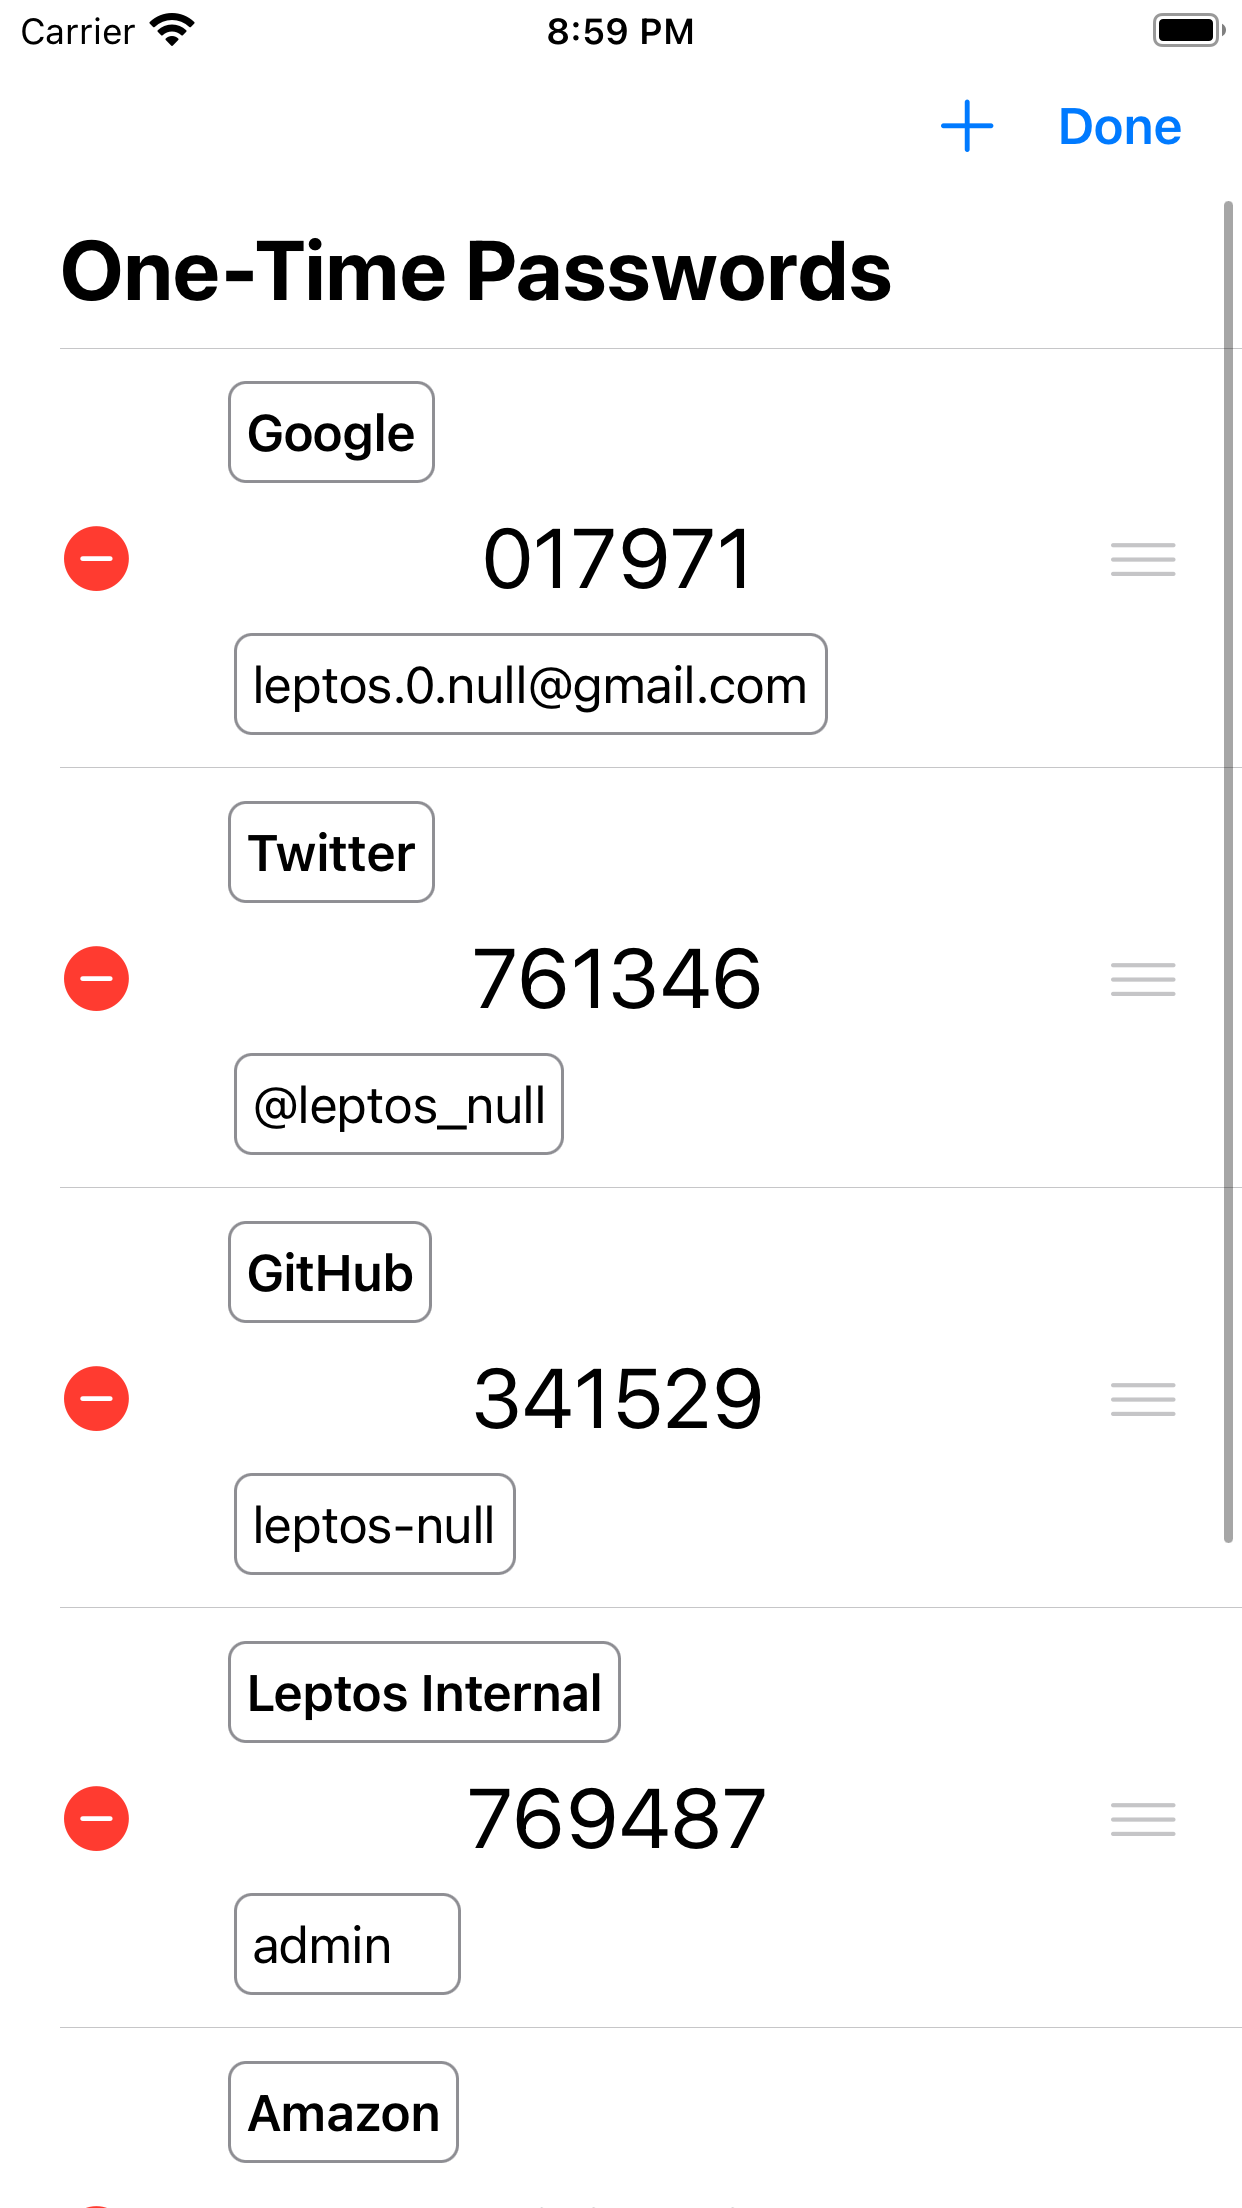 Carrier 8:59 PM
Done
One-Time Passwords
Google
017971
leptos.0.null@gmail.com
Twitter
761346
@leptos_null
GitHub
341529
leptos-null
Leptos Internal
769487
admin
Amazon